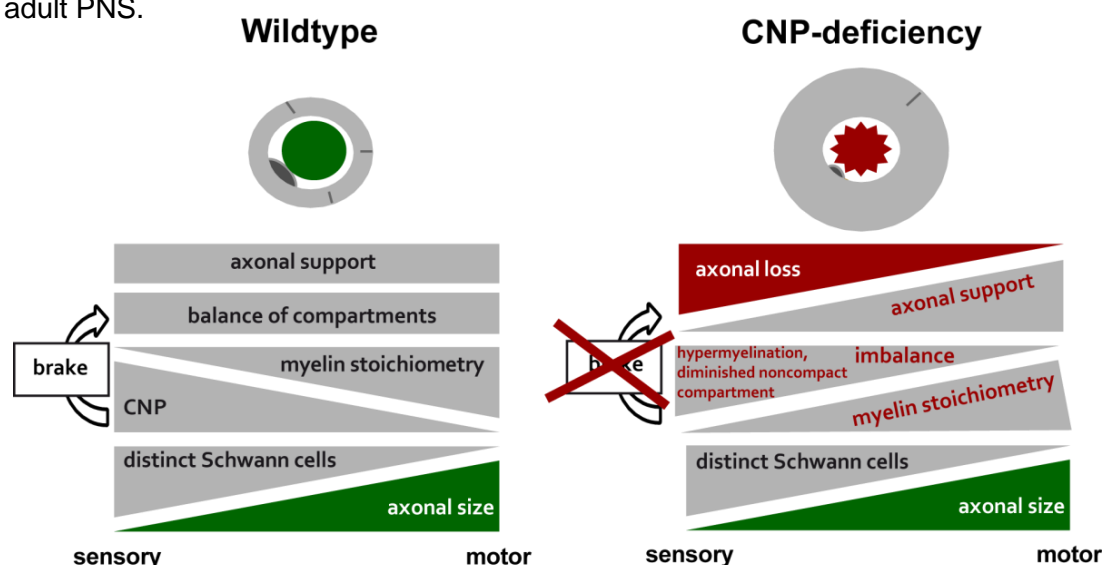 adult PNS.
Wildtype
CNP-deficiency
axonal support
balance of compartments
brake
myelin stoichiometry
CNP
distinct Schwann cells
axonal size
sensory
motor
axonal loss
axonal support
hypermyelination,
diminished noncompact
compartment
imbalance
myelin stoichiometry
distinct Schwann cells
axonal size
sensory
motor